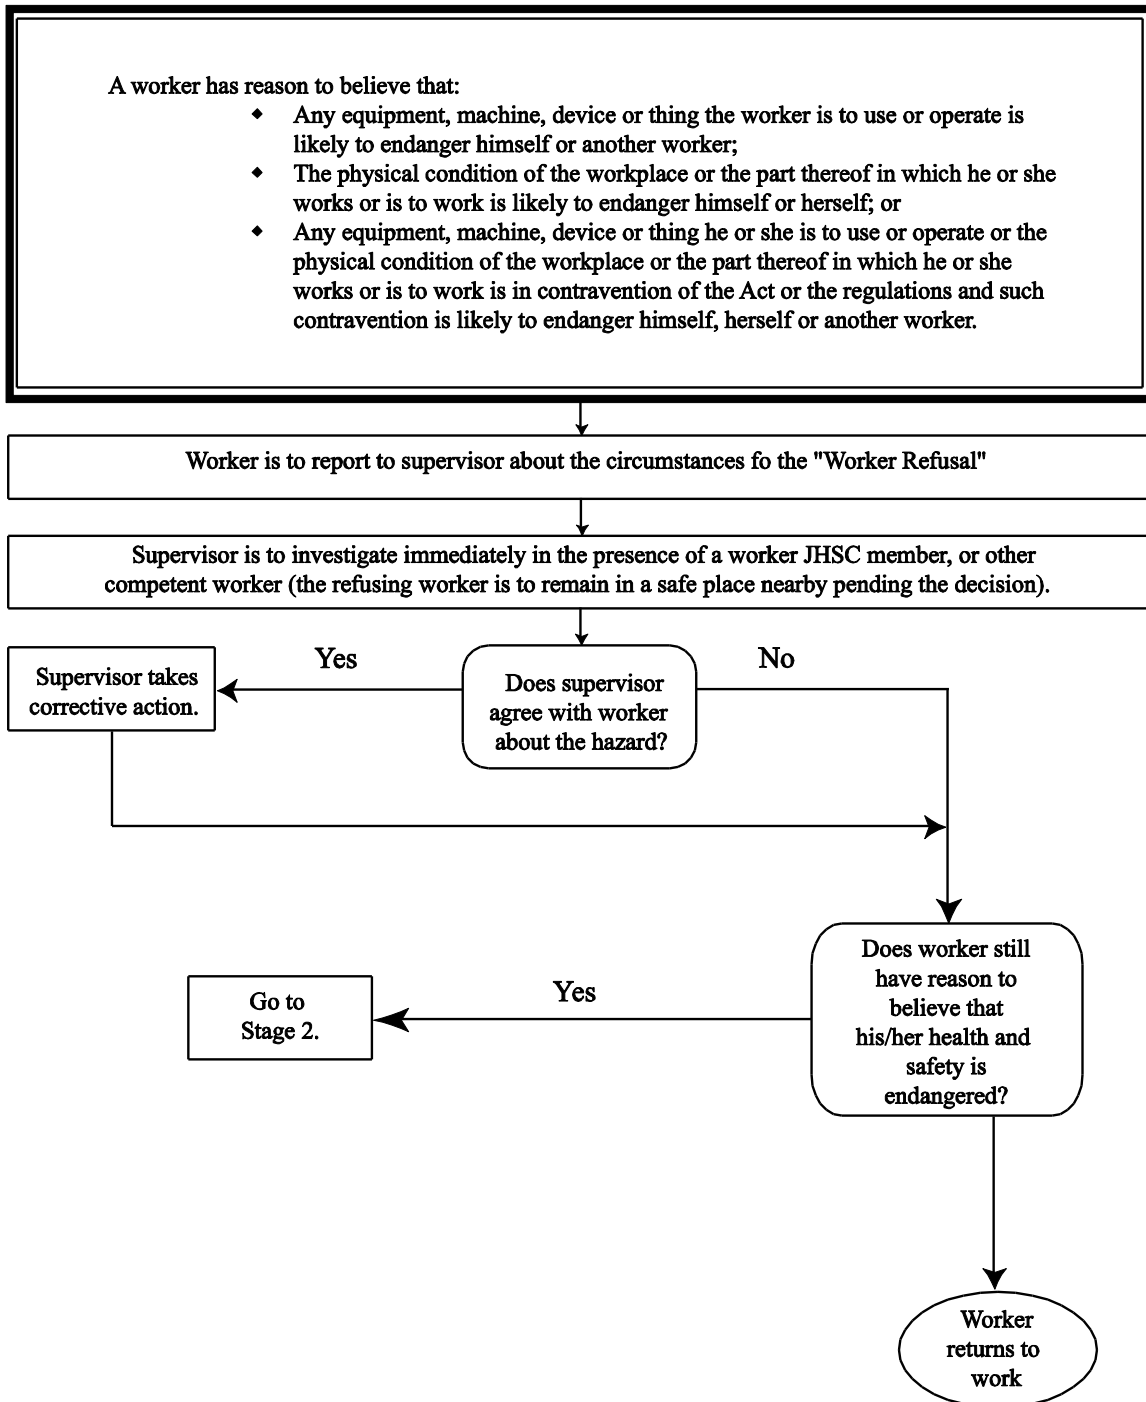 A worker has reason to believe that:
◆ Any equipment, machine, device or thing the worker is to use or operate is
likely to endanger himself or another worker;
◆ The physical condition of the workplace or the part thereof in which he or she
works or is to work is likely to endanger himself or herself; or
◆ Any equipment, machine, device or thing he or she is to use or operate or the
physical condition of the workplace or the part thereof in which he or she
works or is to work is in contravention of the Act or the regulations and such
contravention is likely to endanger himself, herself or another worker.
Worker is to report to supervisor about the circumstances fo the "Worker Refusal"
Supervisor is to investigate immediately in the presence of a worker JHSC member, or other
competent worker (the refusing worker is to remain in a safe place nearby pending the decision).
Supervisor takes
corrective action.
Yes
Does supervisor
agree with worker
about the hazard?
No
Does worker still
have reason to
believe that
his/her health and
safety is
endangered?
Yes
Go to
Stage 2.
Worker
returns to
work